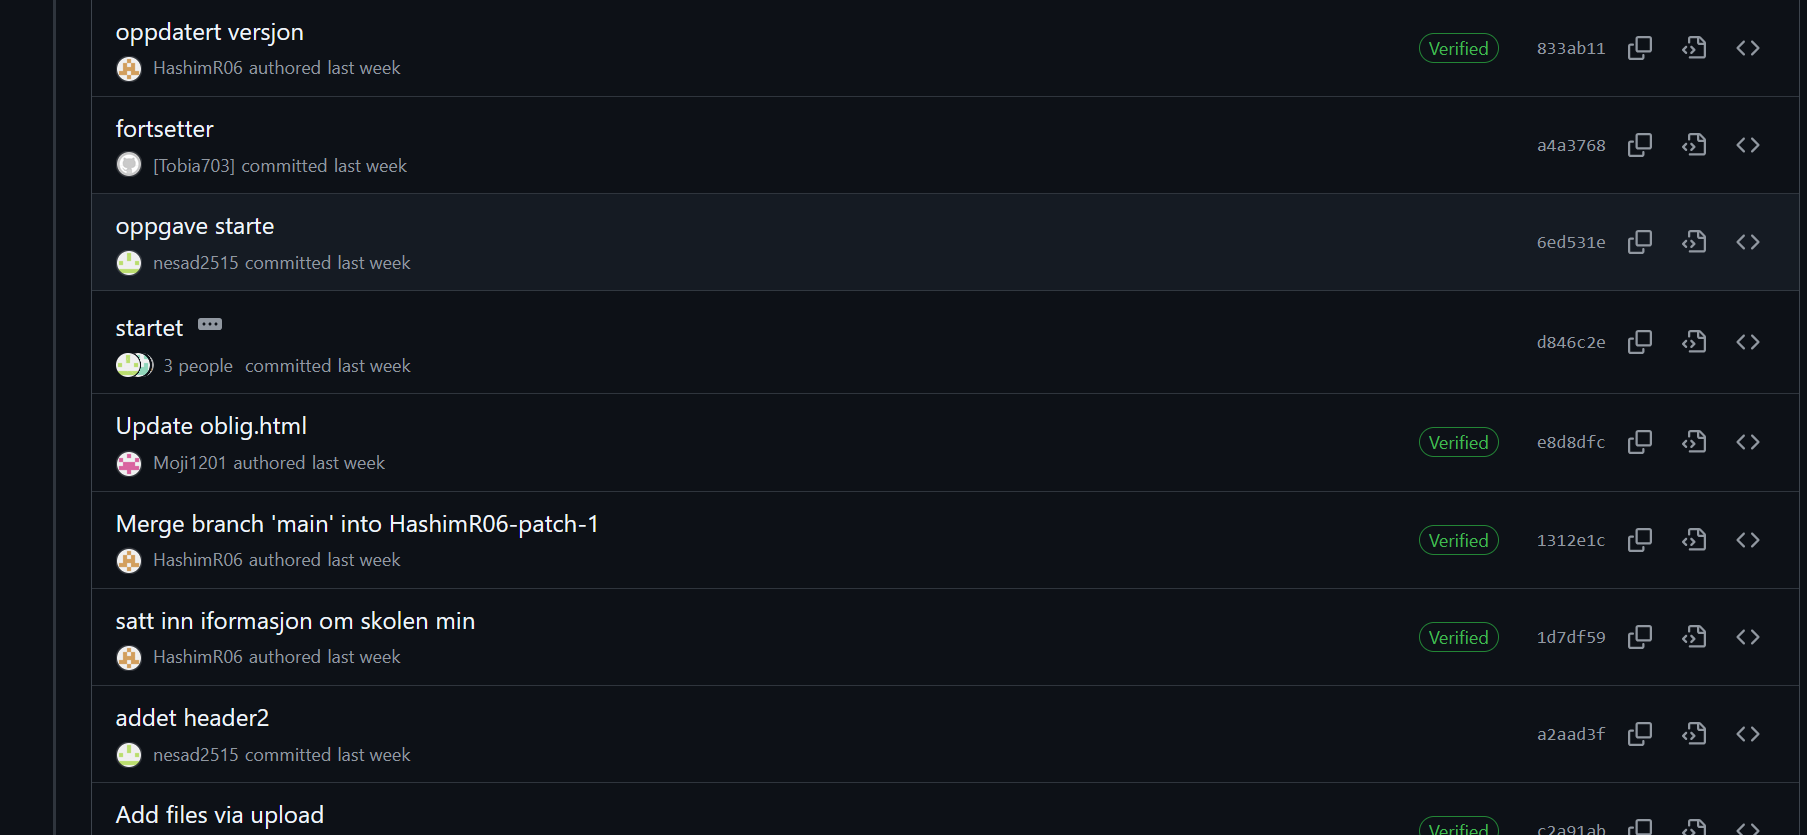 oppdatert versjon
HashimR06 authored last week
Verified
833ab11
fortsetter
[Tobia703] committed last week
a4a3768
oppgave starte
nesad2515 committed last week
6ed531e
startet
3 people committed last week
d846c2e
Update oblig.html
Moji1201 authored last week
Verified
e8d8dfc
Merge branch 'main' into HashimR06-patch-1
HashimR06 authored last week
Verified
1312e1c
satt inn iformasjon om skolen min
HashimR06 authored last week
Verified
1d7df59
addet header2
nesad2515 committed last week
a2aad3f
Add files via upload
Verified
c2a91ab